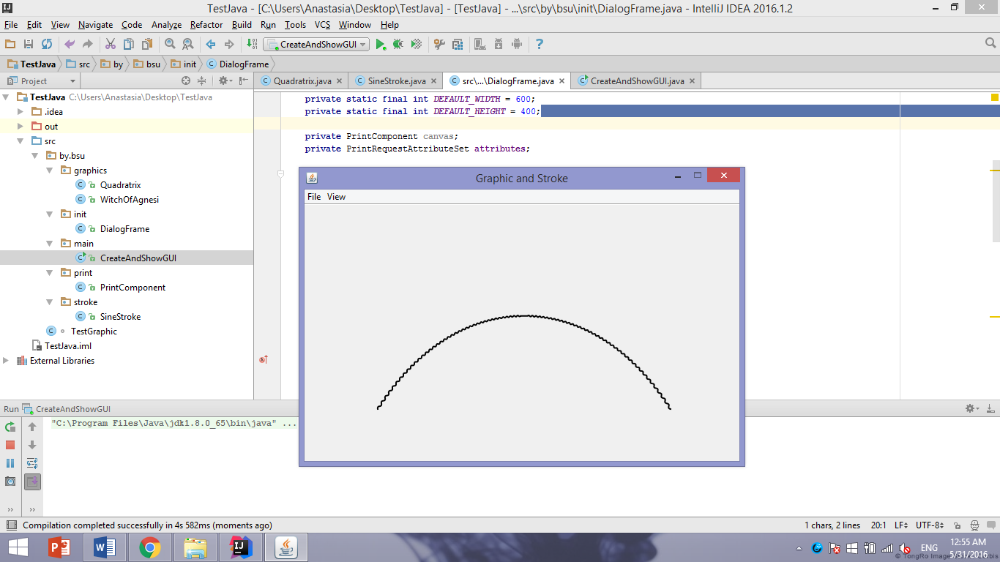 TestJava - [C:\Users\Anastasia\Desktop\TestJava] - [TestJava] - ...\src\by\bsu\init\DialogFrame.java - IntelliJ IDEA 2016.1.2
File Edit View Navigate Code Analyze Refactor Build Run Tools VCS Window Help
CreateAndShowGUI
TestJava src by bsu init DialogFrame
Project
Quadratrix.java SineStroke.java src\...\DialogFrame.java CreateAndShowGUI.java
TestJava C:\Users\Anastasia\Desktop\TestJava
.idea
out
src
by.bsu
graphics
Quadratrix
WitchOfAgnesi
init
DialogFrame
main
CreateAndShowGUI
print
PrintComponent
stroke
SineStroke
TestGraphic
TestJava.iml
External Libraries
private static final int DEFAULT_WIDTH = 600;
private static final int DEFAULT_HEIGHT = 400;
private PrintComponent canvas;
private PrintRequestAttributeSet attributes;
Graphic and Stroke
File View
Run CreateAndShowGUI
"C:\Program Files\Java\jdk1.8.0_65\bin\java" ...
Compilation completed successfully in 4s 582ms (moments ago)
1 chars, 2 lines 20:1 LF UTF-8
ENG
12:55 AM
5/31/2016